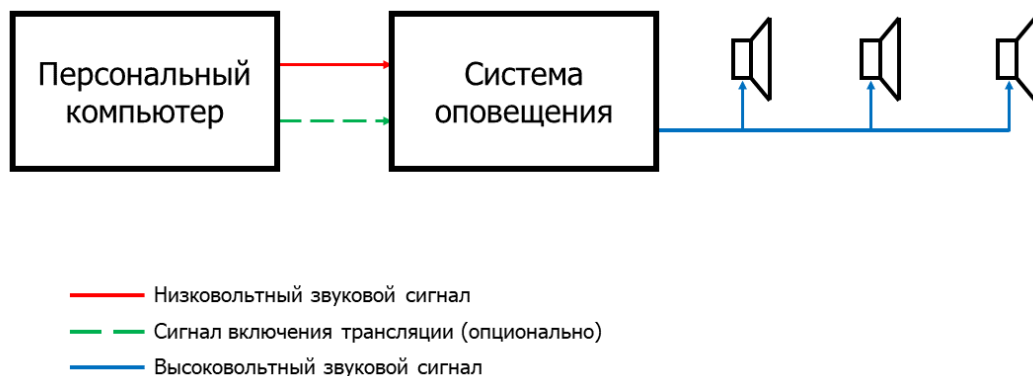 Персональный
компьютер
Система
оповещения
Низковольтный звуковой сигнал
Сигнал включения трансляции (опционально)
Высоковольтный звуковой сигнал